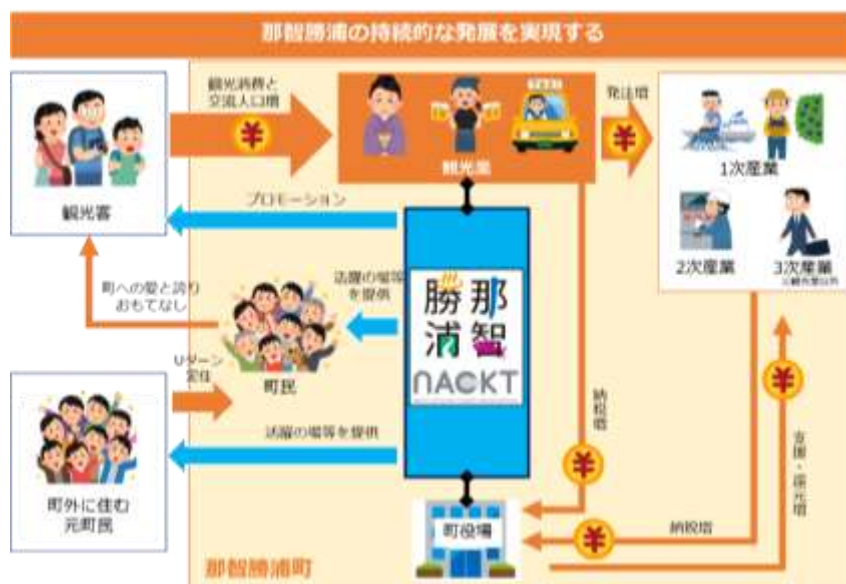 那智勝浦の持続的な発展を実現する
観光消費と
交流人口増
¥
TAXI
観光業
発注増
¥
1次産業
2次産業
3次産業
※観光業以外
観光客
プロモーション
町への愛と誇り
おもてなし
活躍の場等
を提供
町民
那智
勝浦
NACKT
Uターン
定住
活躍の場等を提供
町外に住む
元町民
納税増
¥
¥
納税増
¥
支援・還元増
町役場
那智勝浦町